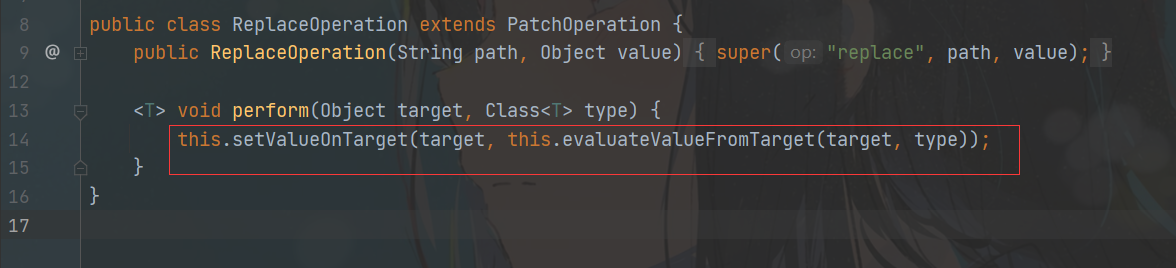 8 public class ReplaceOperation extends PatchOperation {
9 @ public ReplaceOperation(String path, Object value) { super( op: "replace", path, value); }
12
13 <T> void perform(Object target, Class<T> type) {
14 this.setValueOnTarget(target, this.evaluateValueFromTarget(target, type));
15 }
16 }
17